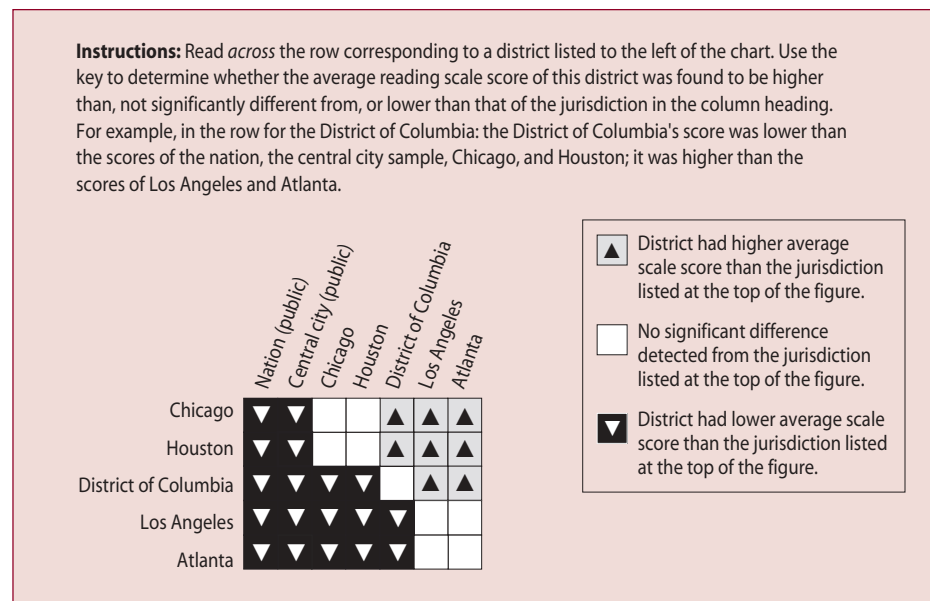 Instructions: Read across the row corresponding to a district listed to the left of the chart. Use the
key to determine whether the average reading scale score of this district was found to be higher
than, not significantly different from, or lower than that of the jurisdiction in the column heading.
For example, in the row for the District of Columbia: the District of Columbia's score was lower than
the scores of the nation, the central city sample, Chicago, and Houston; it was higher than the
scores of Los Angeles and Atlanta.
Nation (public)
Central city (public)
Chicago
Houston
District of Columbia
Los Angeles
Atlanta
Chicago
Houston
District of Columbia
Los Angeles
Atlanta
District had higher average
scale score than the jurisdiction
listed at the top of the figure.
No significant difference
detected from the jurisdiction
listed at the top of the figure.
District had lower average scale
score than the jurisdiction listed
at the top of the figure.